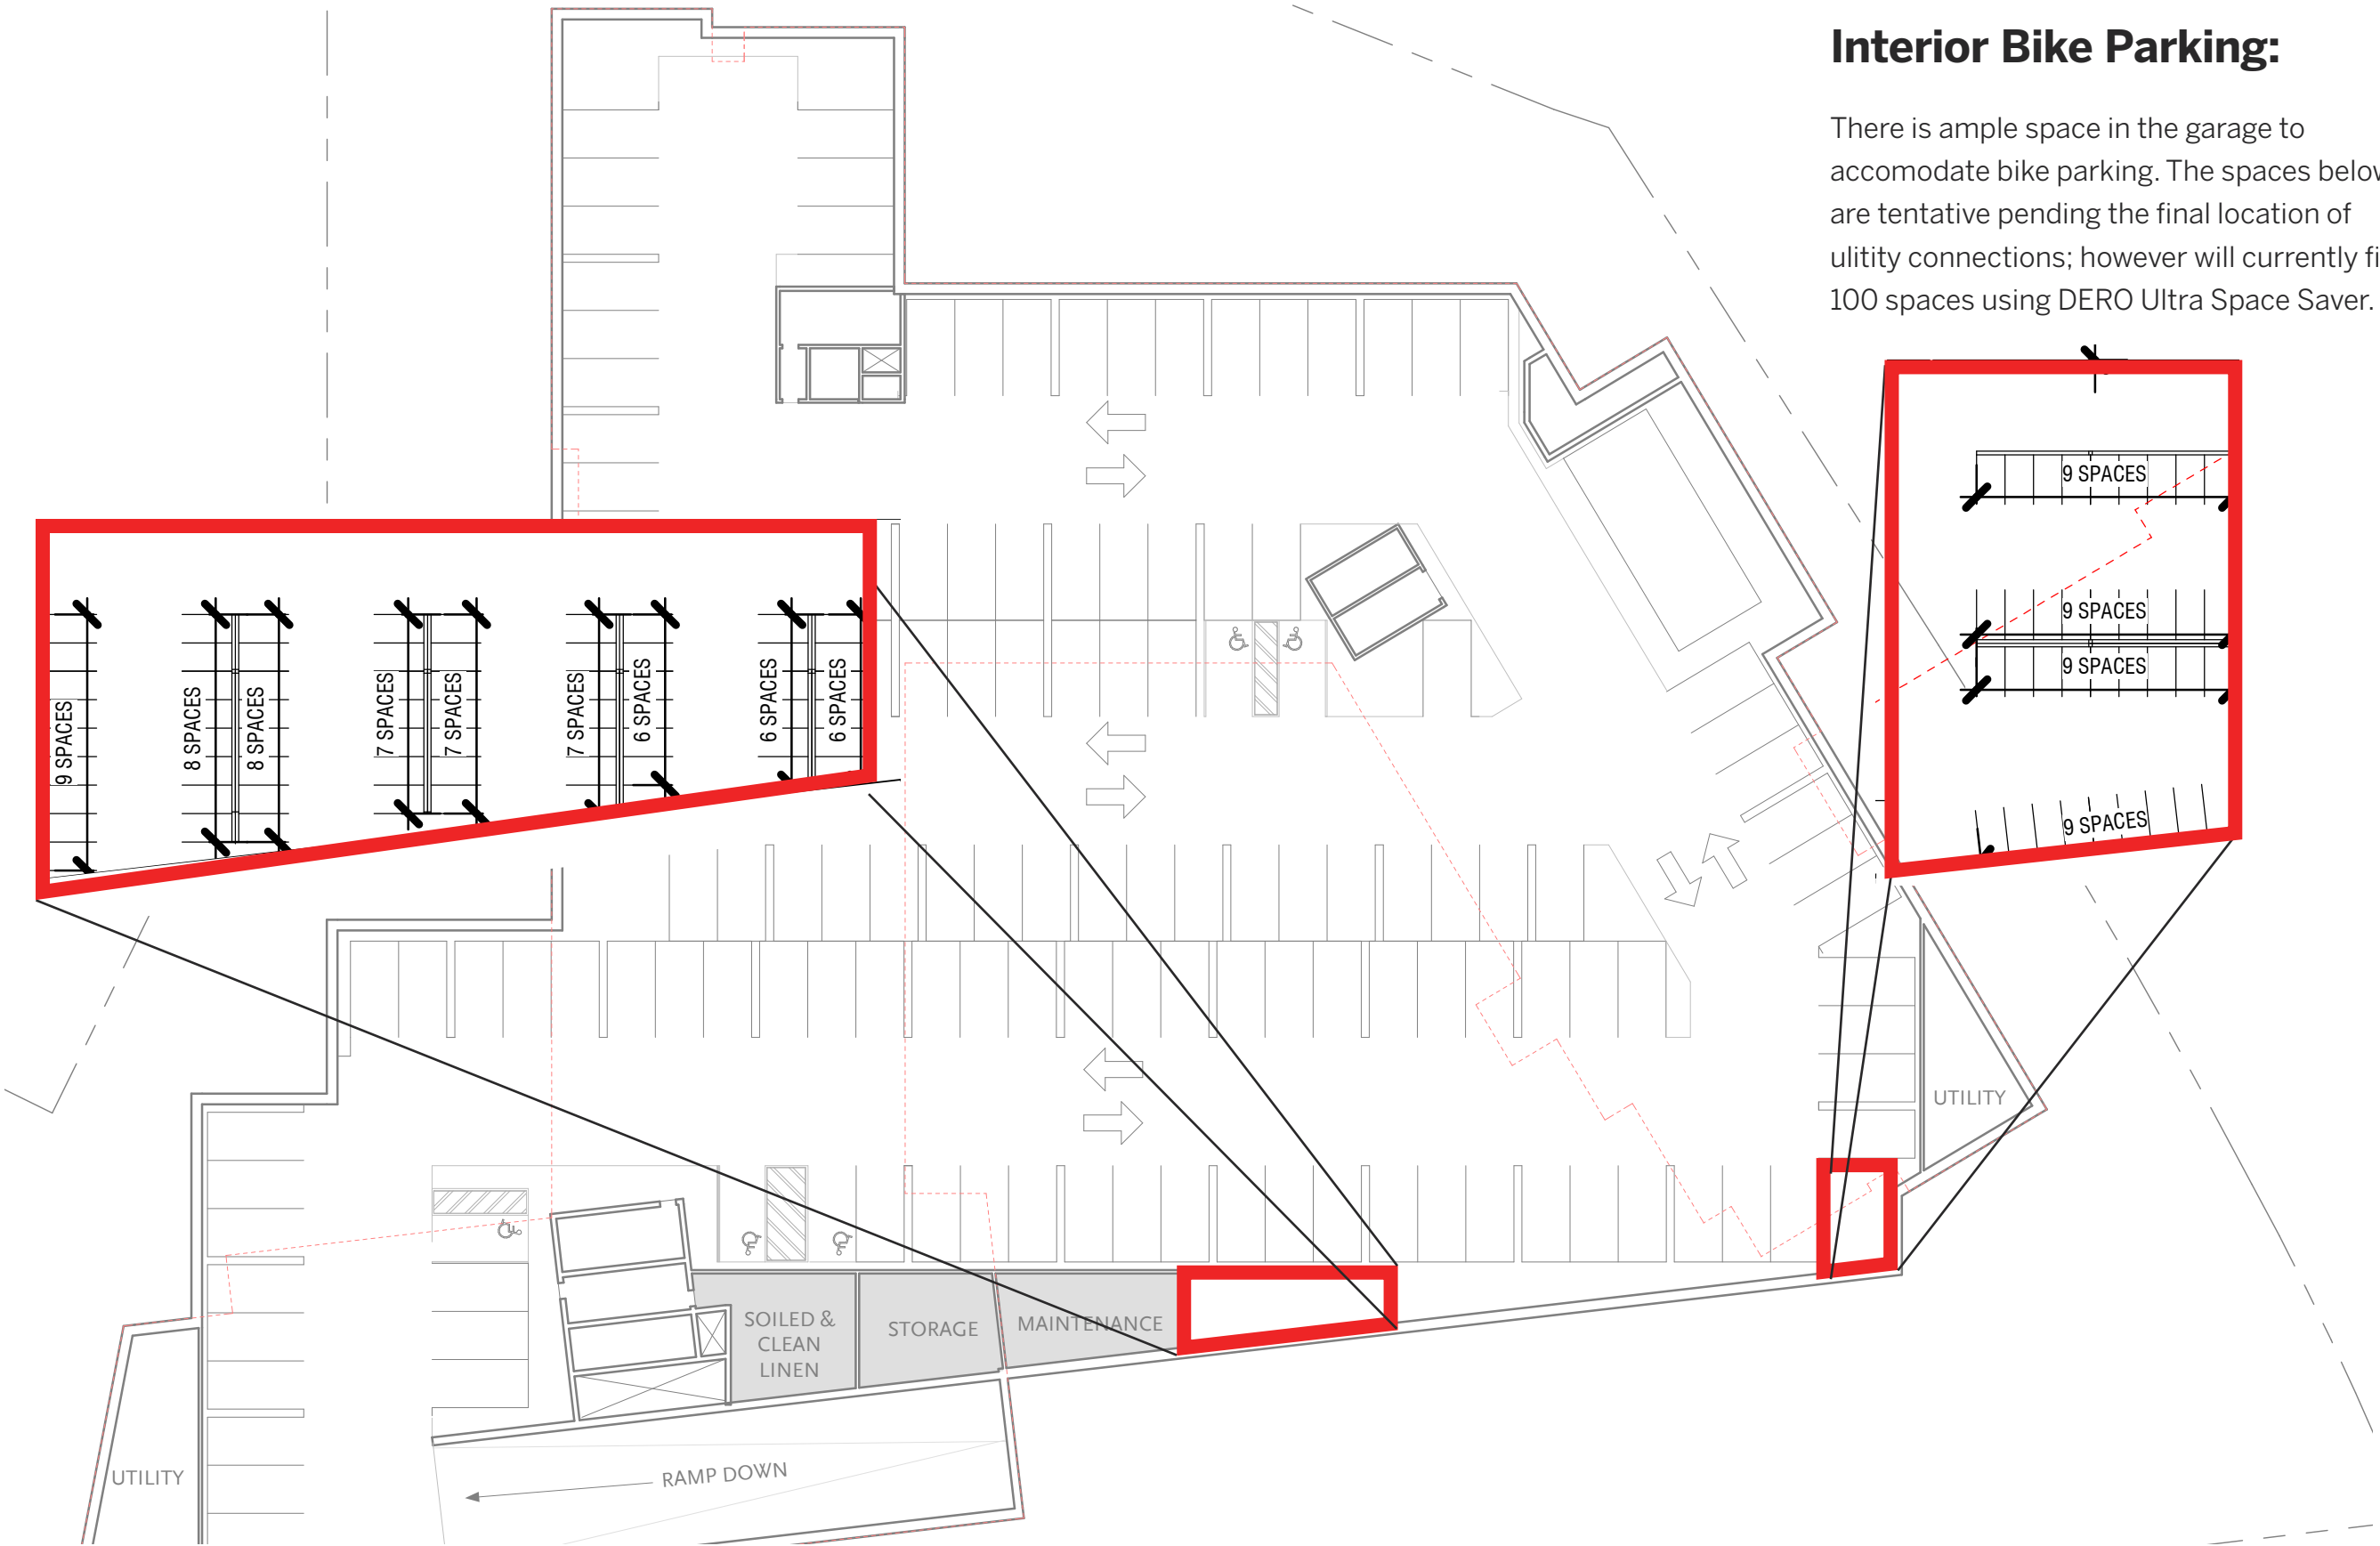 Interior Bike Parking:
There is ample space in the garage to
accomodate bike parking. The spaces below
are tentative pending the final location of
ulitity connections; however will currently fi
100 spaces using DERO Ultra Space Saver.
9 SPACES
9 SPACES
9 SPACES
9 SPACES
9 SPACES
8 SPACES
8 SPACES
7 SPACES
7 SPACES
7 SPACES
6 SPACES
6 SPACES
6 SPACES
UTILITY
SOILED &
CLEAN
LINEN
STORAGE
MAINTENANCE
RAMP DOWN
UTILITY